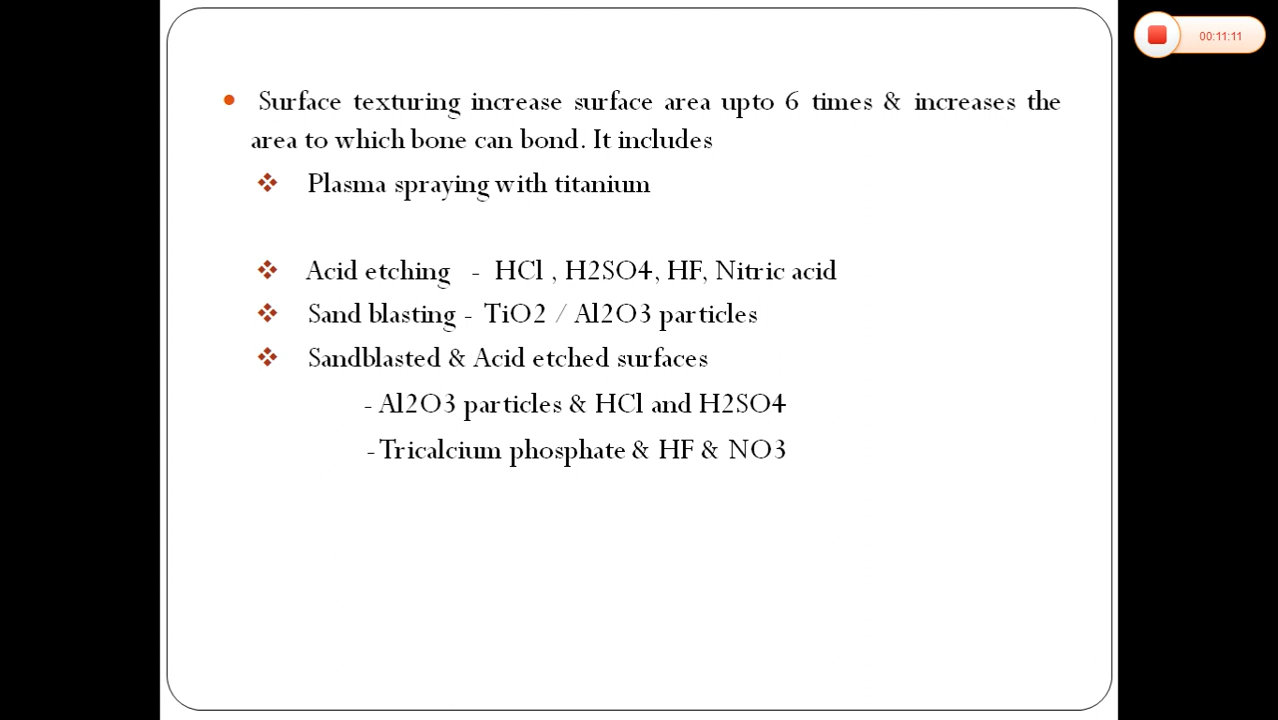 00:11:11
Surface texturing increase surface area upto 6 times & increases the
area to which bone can bond. It includes
Plasma spraying with titanium
Acid etching - HCl , H2SO4, HF, Nitric acid
Sand blasting - TiO2 / Al2O3 particles
Sandblasted & Acid etched surfaces
- Al2O3 particles & HCl and H2SO4
- Tricalcium phosphate & HF & NO3